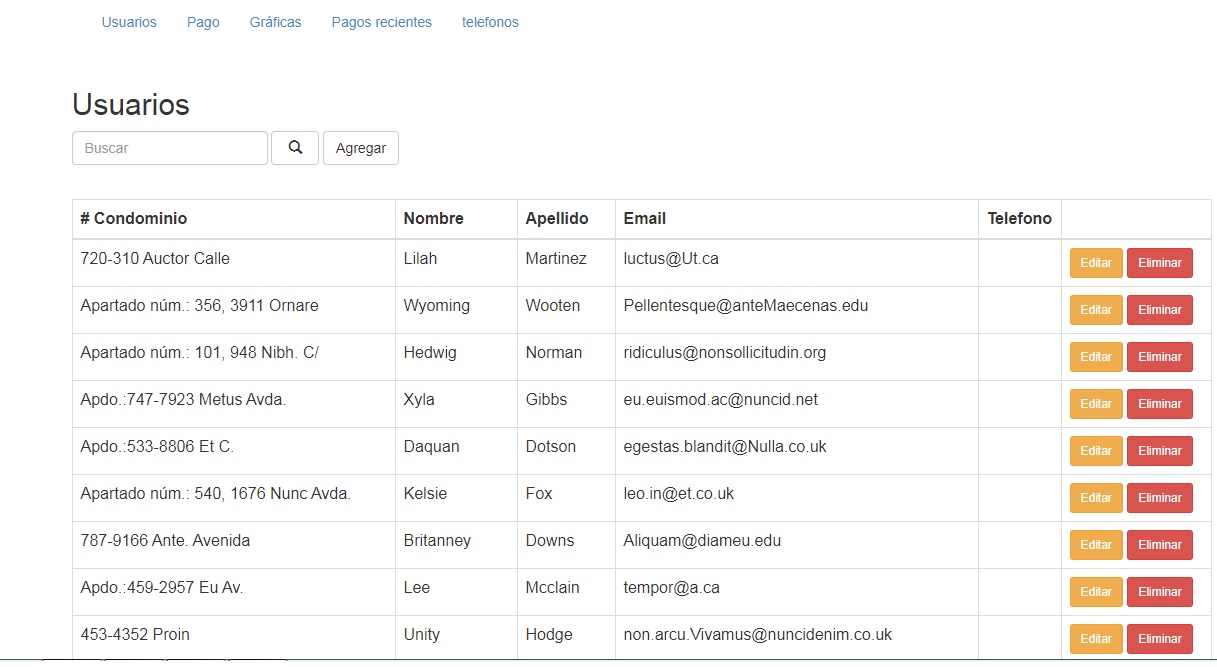 Usuarios Pago Gráficas Pagos recientes telefonos
Usuarios
Buscar Agregar
# Condominio Nombre Apellido Email Telefono
720-310 Auctor Calle Lilah Martinez luctus@Ut.ca Editar Eliminar
Apartado núm.: 356, 3911 Ornare Wyoming Wooten Pellentesque@anteMaecenas.edu Editar Eliminar
Apartado núm.: 101, 948 Nibh. C/ Hedwig Norman ridiculus@nonsollicitudin.org Editar Eliminar
Apdo.:747-7923 Metus Avda. Xyla Gibbs eu.euismod.ac@nuncid.net Editar Eliminar
Apdo.:533-8806 Et C. Daquan Dotson egestas.blandit@Nulla.co.uk Editar Eliminar
Apartado núm.: 540, 1676 Nunc Avda. Kelsie Fox leo.in@et.co.uk Editar Eliminar
787-9166 Ante. Avenida Britanney Downs Aliquam@diameu.edu Editar Eliminar
Apdo.:459-2957 Eu Av. Lee Mcclain tempor@a.ca Editar Eliminar
453-4352 Proin Unity Hodge non.arcu.Vivamus@nuncidenim.co.uk Editar Eliminar